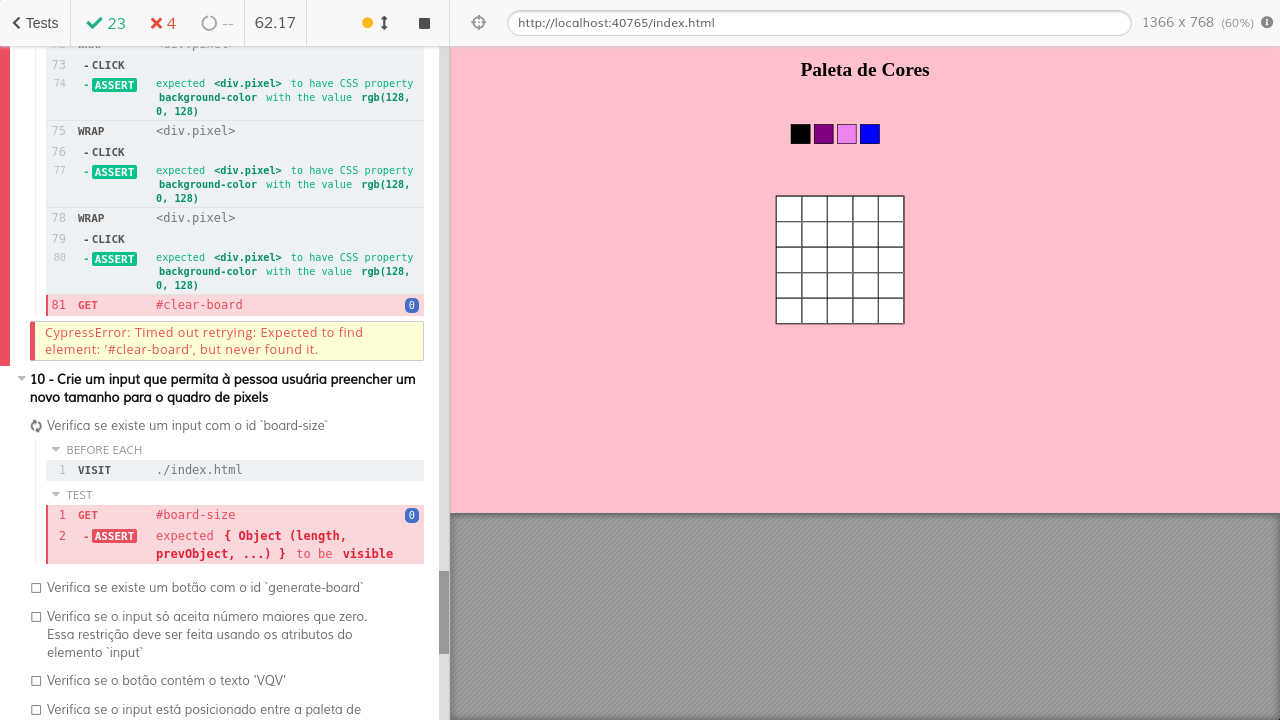 Tests 23 4 -- 62.17
http://localhost:40765/index.html 1366 x 768 (60%)
73 - CLICK
74 - ASSERT expected <div.pixel> to have CSS property
background-color with the value rgb(128,
0, 128)
75 WRAP <div.pixel>
76 - CLICK
77 - ASSERT expected <div.pixel> to have CSS property
background-color with the value rgb(128,
0, 128)
78 WRAP <div.pixel>
79 - CLICK
80 - ASSERT expected <div.pixel> to have CSS property
background-color with the value rgb(128,
0, 128)
81 GET #clear-board 0
CypressError: Timed out retrying: Expected to find
element: '#clear-board', but never found it.
10 - Crie um input que permita à pessoa usuária preencher um
novo tamanho para o quadro de pixels
Verifica se existe um input com o id `board-size`
BEFORE EACH
1 VISIT ./index.html
TEST
1 GET #board-size 0
2 - ASSERT expected { Object (length,
prevObject, ...) } to be visible
Verifica se existe um botão com o id `generate-board`
Verifica se o input só aceita número maiores que zero.
Essa restrição deve ser feita usando os atributos do
elemento `input`
Verifica se o botão contém o texto 'VQV'
Verifica se o input está posicionado entre a paleta de
Paleta de Cores